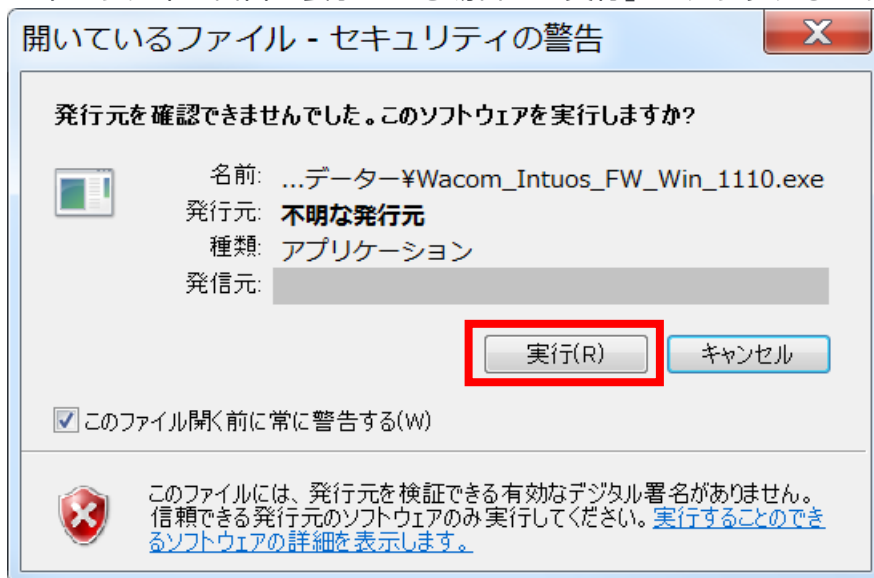 開いているファイル - セキュリティの警告
発行元を確認できませんでした。このソフトウェアを実行しますか?
名前: ...データー¥Wacom_Intuos_FW_Win_1110.exe
発行元: 不明な発行元
種類: アプリケーション
発信元:
実行(R) キャンセル
このファイル開く前に常に警告する(W)
このファイルには、発行元を検証できる有効なデジタル署名がありません。
信頼できる発行元のソフトウェアのみ実行してください。実行することのでき
るソフトウェアの詳細を表示します。